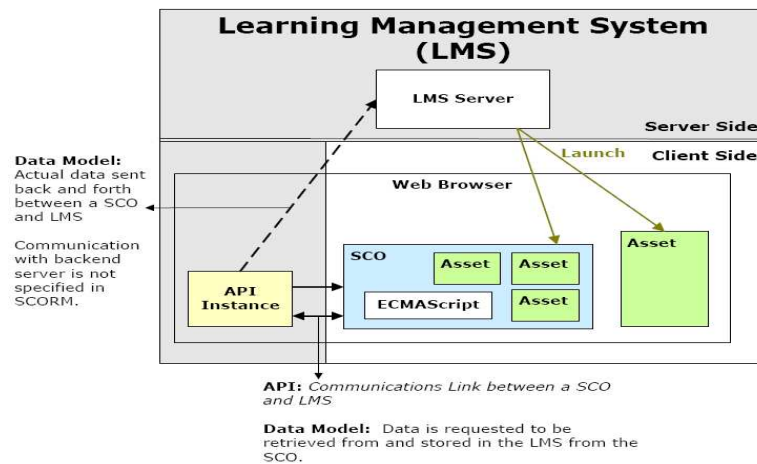 Learning Management System
(LMS)
LMS Server
Server Side
Launch
Client Side
Data Model:
Actual data sent
back and forth
between a SCO
and LMS
Communication
with backend
server is not
specified in
SCORM.
Web Browser
SCO
Asset
Asset
Asset
ECMAScript
Asset
API
Instance
API: Communications Link between a SCO
and LMS
Data Model: Data is requested to be
retrieved from and stored in the LMS from the
SCO.